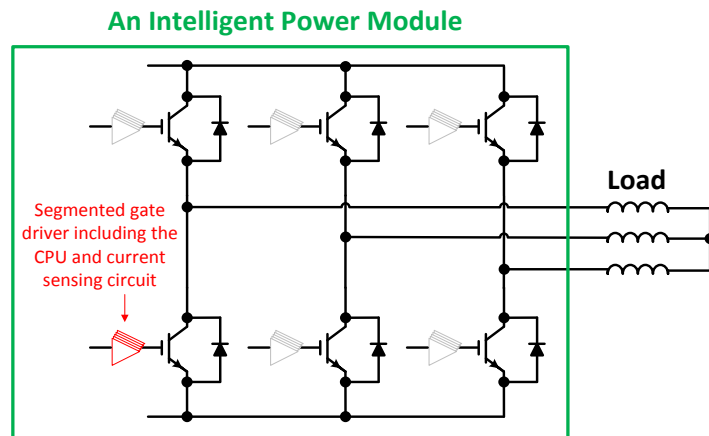 An Intelligent Power Module
Load
Segmented gate
driver including the
CPU and current
sensing circuit